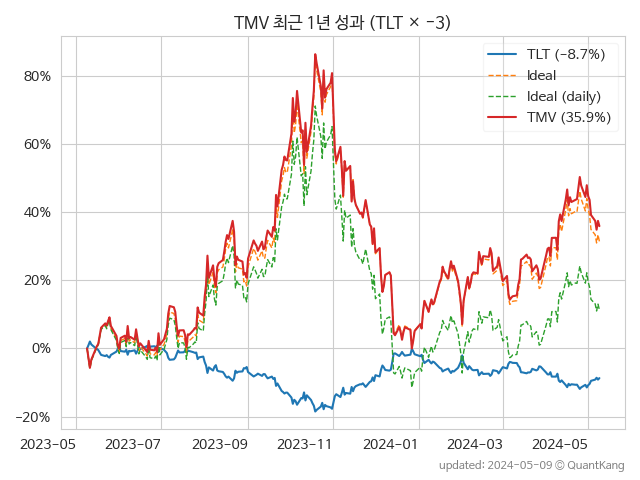 TMV 최근 1년 성과 (TLT × −3)
TLT (−8.7%)
Ideal
Ideal (daily)
TMV (35.9%)
80%
60%
40%
20%
0%
−20%
2023-05
2023-07
2023-09
2023-11
2024-01
2024-03
2024-05
updated: 2024-05-09 © QuantKang